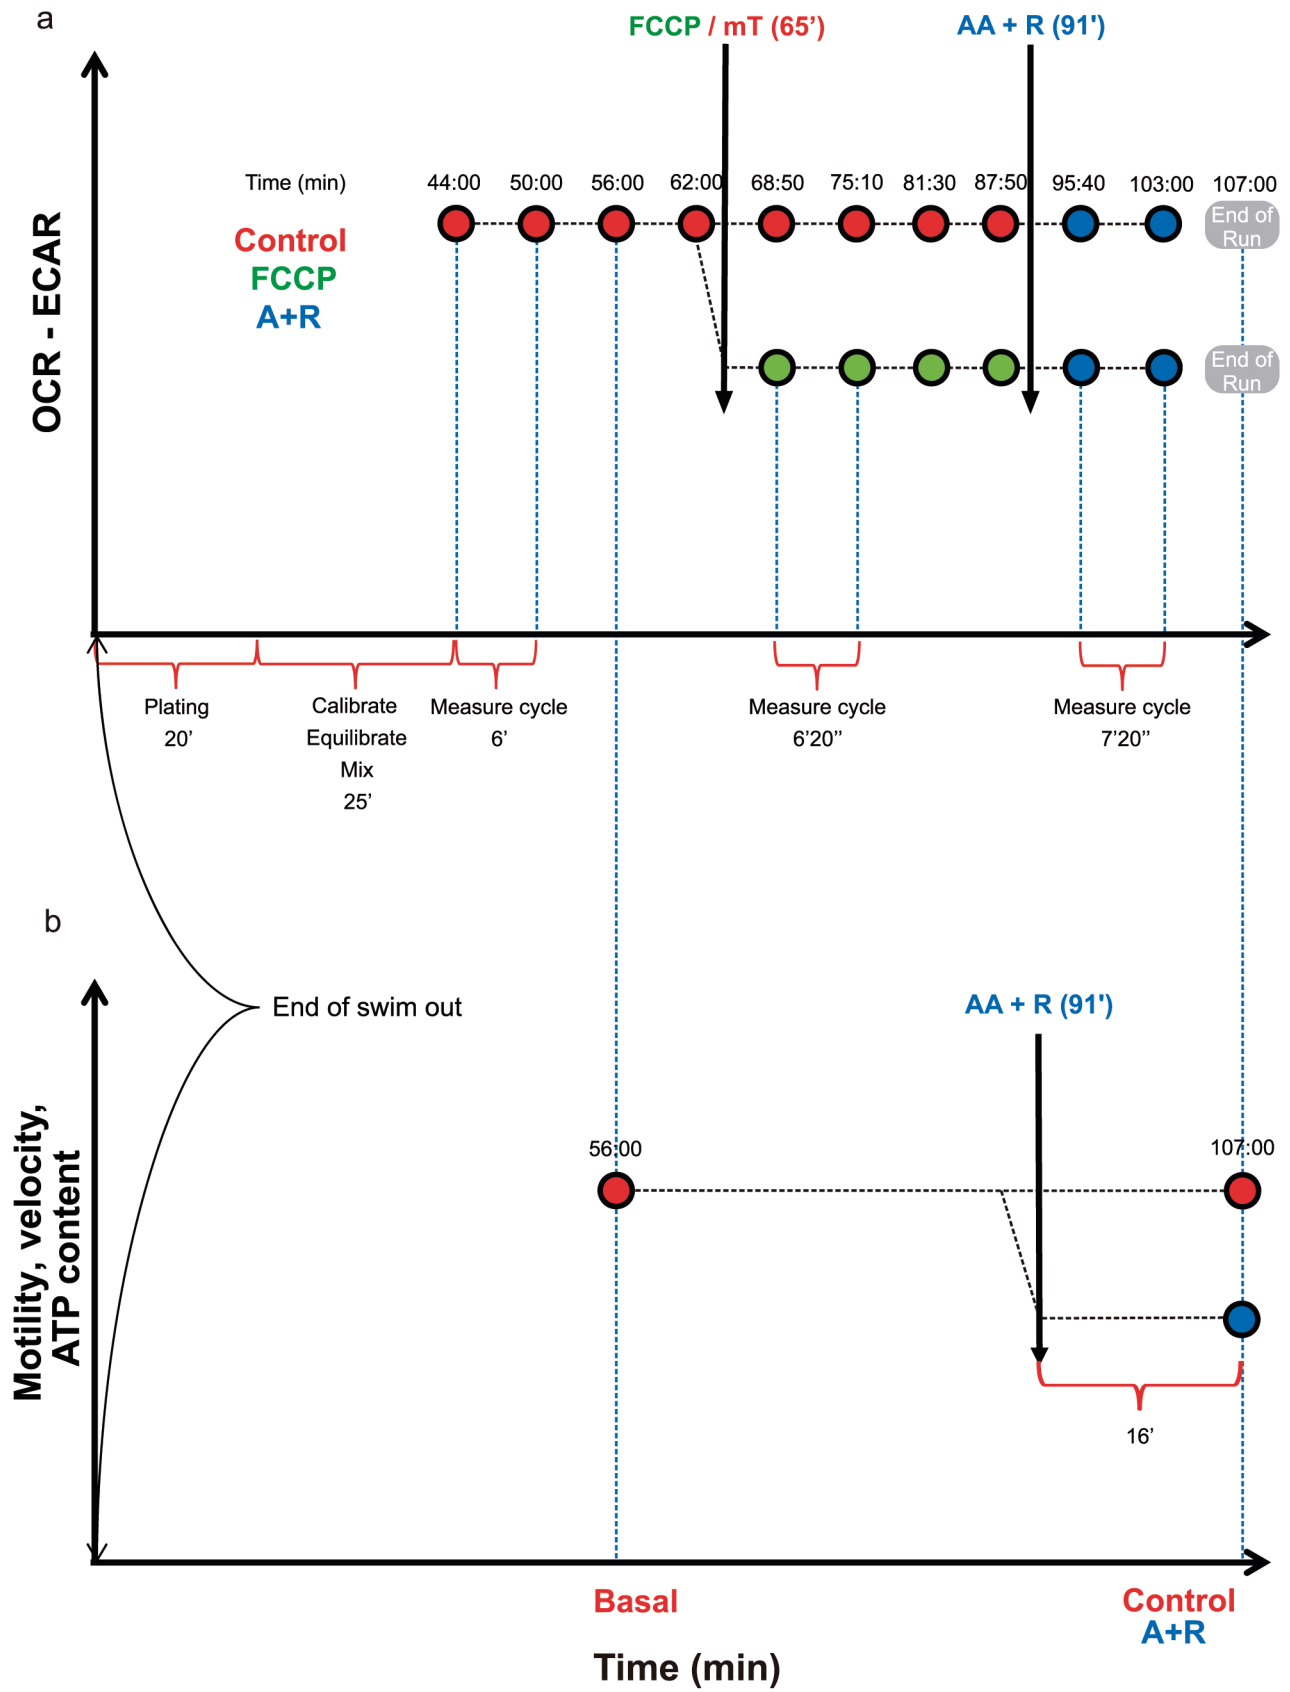 a
FCCP / mT (65’)
AA + R (91')
Time (min)
44:00
50:00
56:00
62:00
68:50
75:10
81:30
87:50
95:40
103:00
107:00
Control
FCCP
A+R
End of
Run
End of
Run
OCR - ECAR
Plating
20’
Calibrate
Equilibrate
Mix
25’
Measure cycle
6’
Measure cycle
6’20’’
Measure cycle
7’20’’
b
End of swim out
AA + R (91')
56:00
107:00
Motility, velocity,
ATP content
16’
Basal
Control
A+R
Time (min)